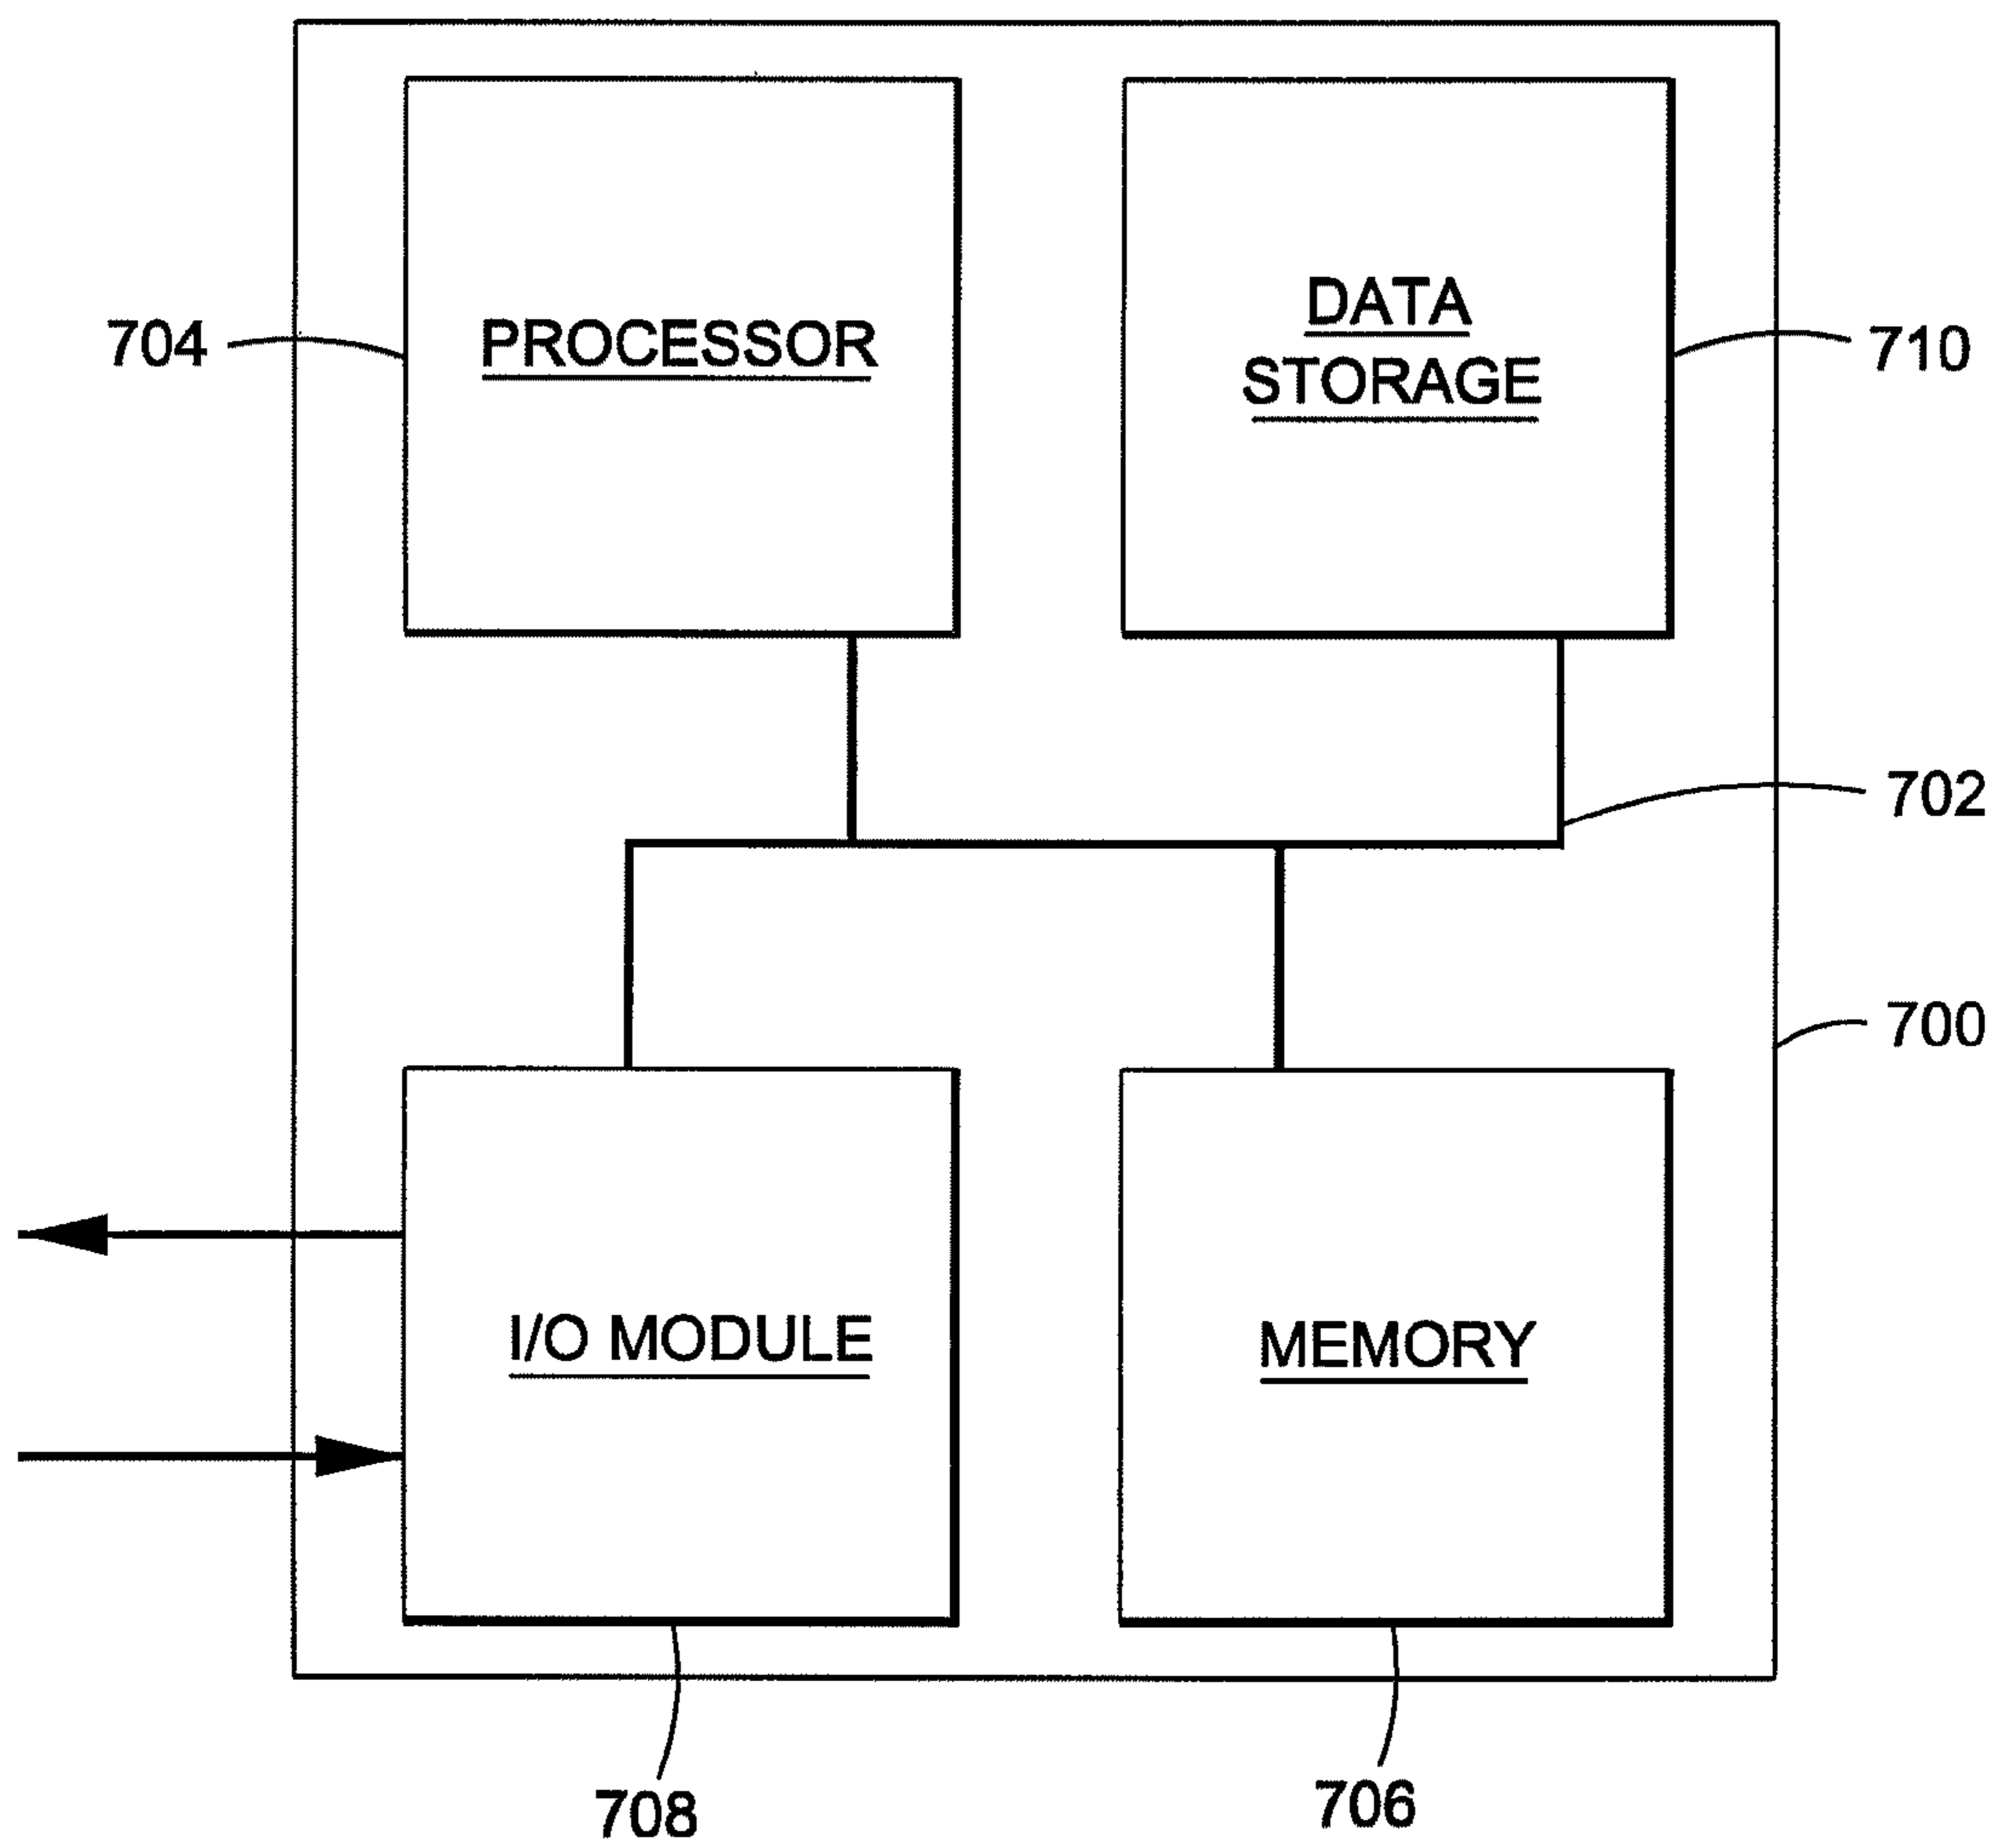 704
PROCESSOR
DATA
STORAGE
710
702
700
I/O MODULE
MEMORY
708
706